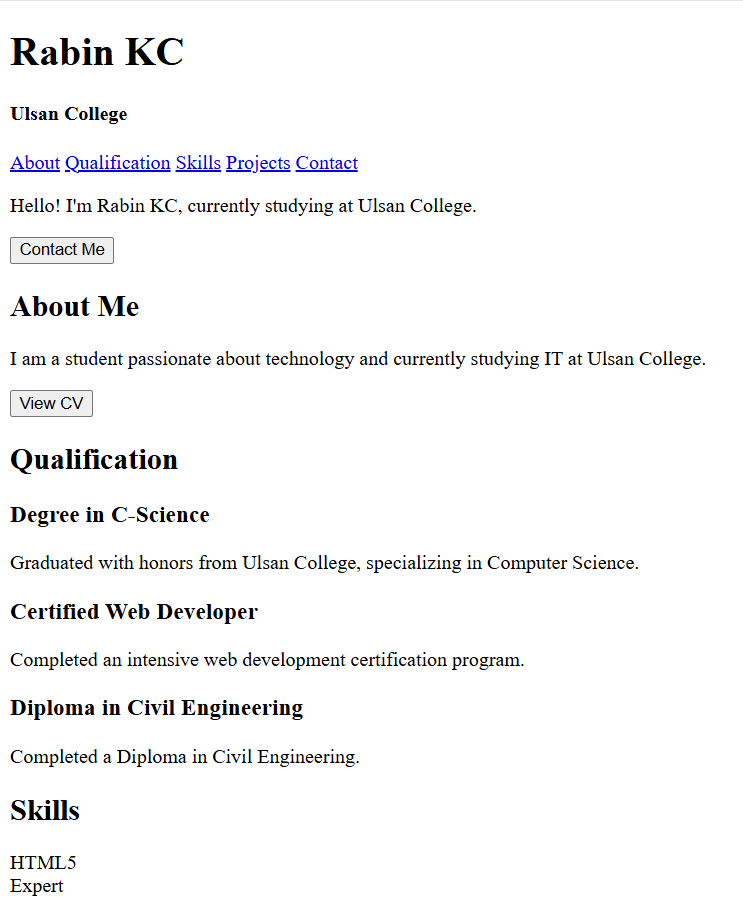 Rabin KC
Ulsan College
About Qualification Skills Projects Contact
Hello! I'm Rabin KC, currently studying at Ulsan College.
Contact Me
About Me
I am a student passionate about technology and currently studying IT at Ulsan College.
View CV
Qualification
Degree in C-Science
Graduated with honors from Ulsan College, specializing in Computer Science.
Certified Web Developer
Completed an intensive web development certification program.
Diploma in Civil Engineering
Completed a Diploma in Civil Engineering.
Skills
HTML5
Expert